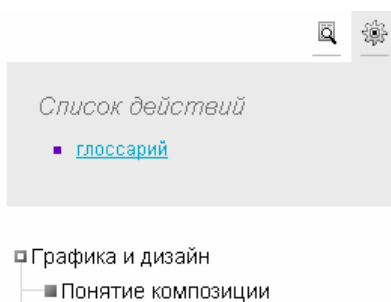 Список действий
глоссарий
Графика и дизайн
Понятие композиции